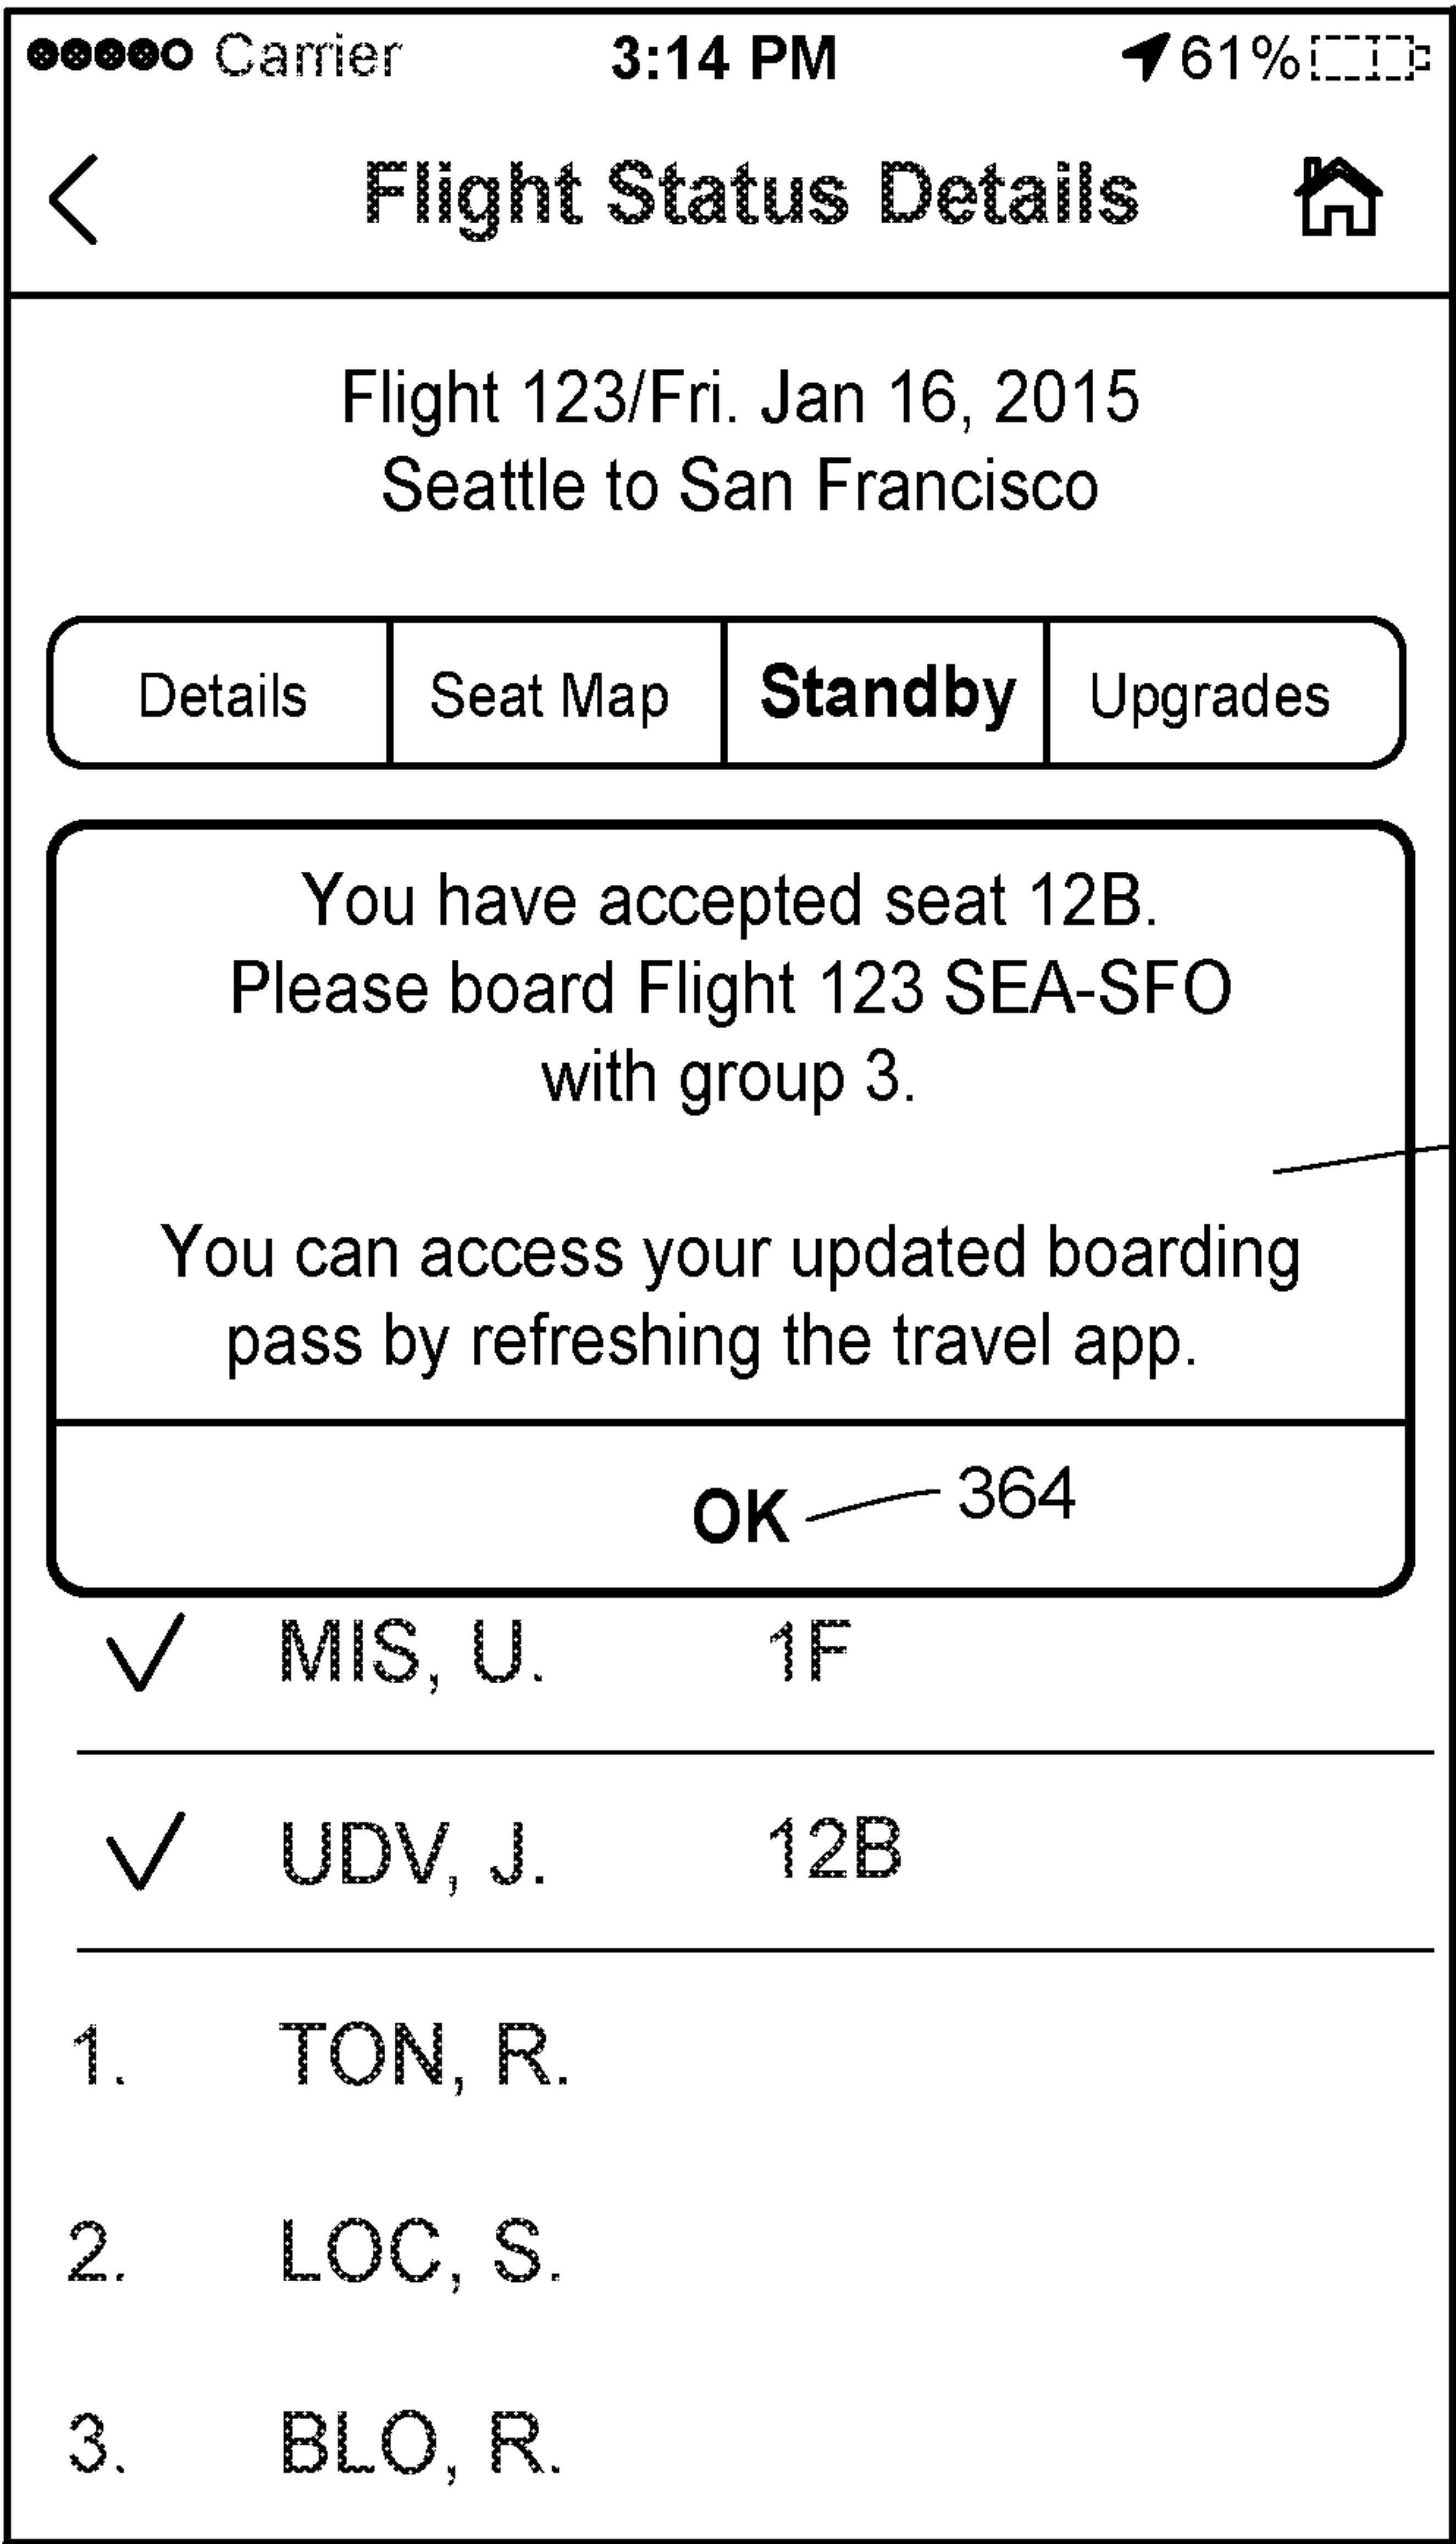 Carrier 3:14 PM 61%
Flight Status Details
Flight 123/Fri. Jan 16, 2015
Seattle to San Francisco
Details Seat Map Standby Upgrades
You have accepted seat 12B.
Please board Flight 123 SEA-SFO
with group 3.
You can access your updated boarding
pass by refreshing the travel app.
OK 364
MIS, U. 1F
UDV, J. 12B
1. TON, R.
2. LOC, S.
3. BLO, R.